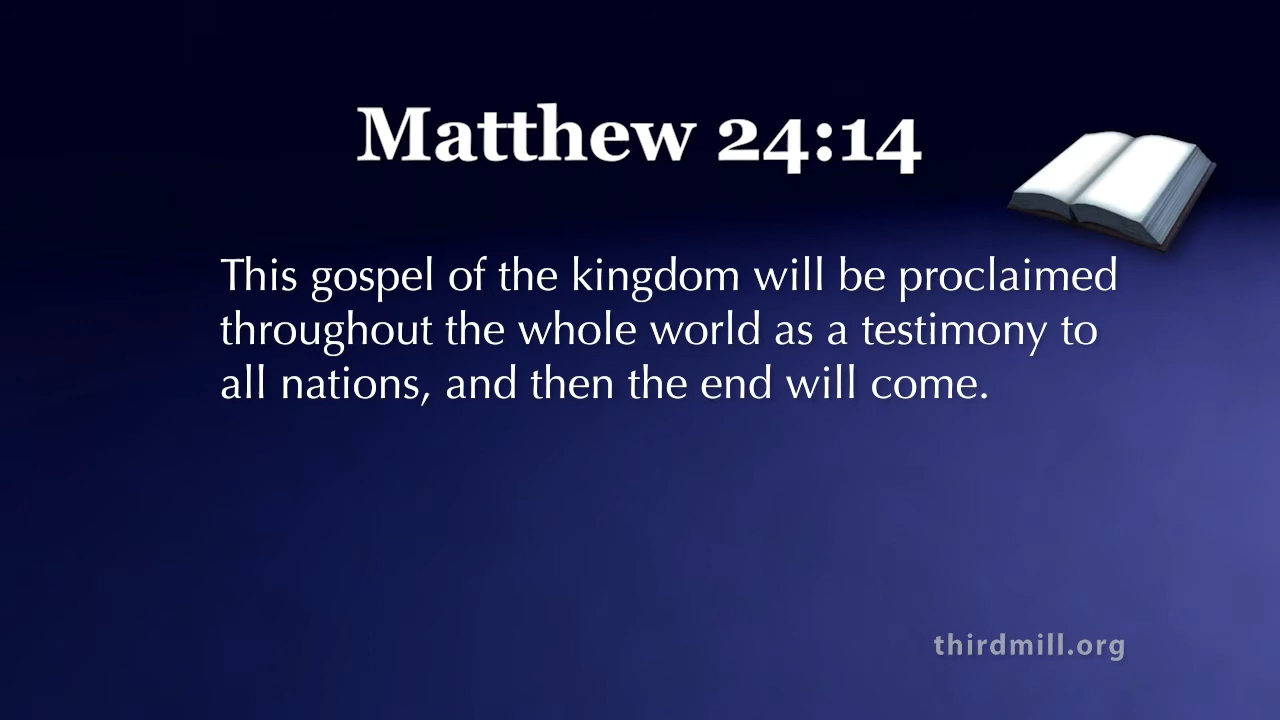 Matthew 24:14
This gospel of the kingdom will be proclaimed
throughout the whole world as a testimony to
all nations, and then the end will come.
thirdmill.org